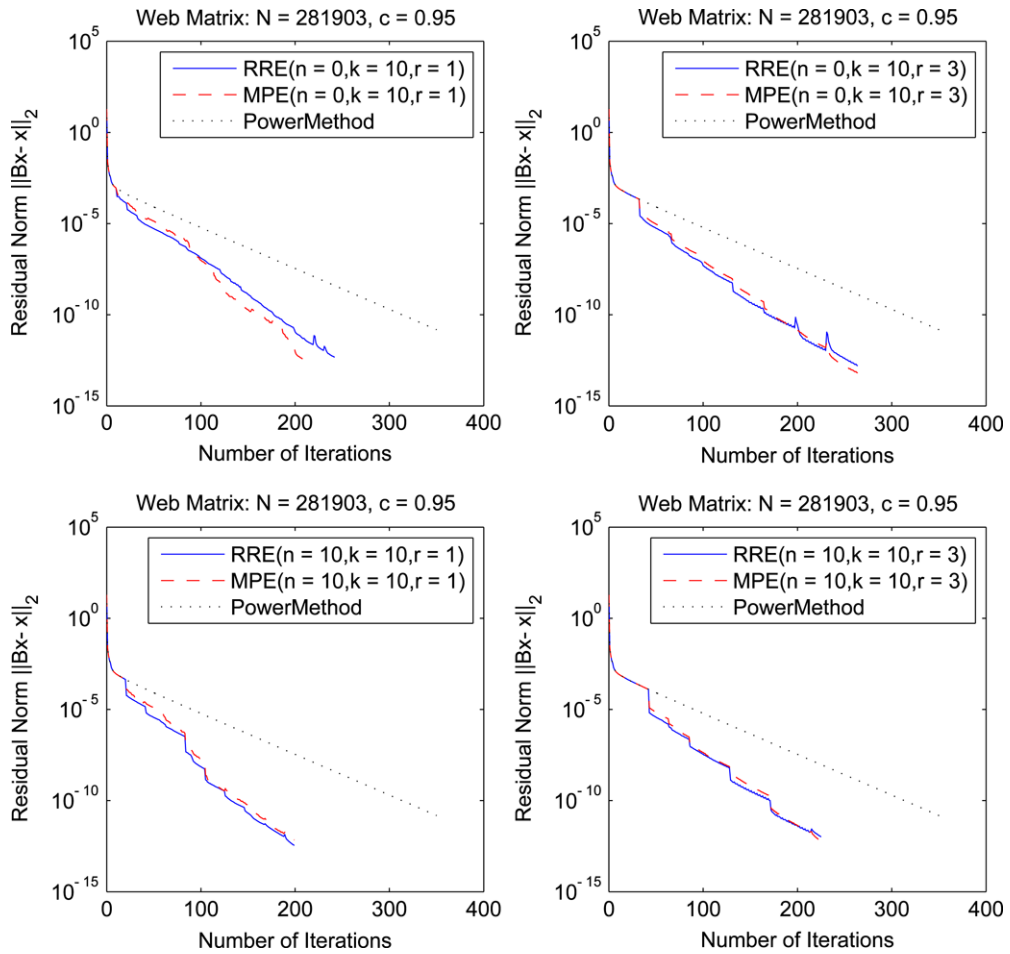 Web Matrix: N = 281903, c = 0.95
RRE(n = 0,k = 10,r = 1)
MPE(n = 0,k = 10,r = 1)
PowerMethod
Residual Norm ||Bx- x||_2
10^5
10^0
10^-5
10^-10
10^-15
0 100 200 300 400
Number of Iterations
Web Matrix: N = 281903, c = 0.95
RRE(n = 0,k = 10,r = 3)
MPE(n = 0,k = 10,r = 3)
PowerMethod
Residual Norm ||Bx- x||_2
10^5
10^0
10^-5
10^-10
10^-15
0 100 200 300 400
Number of Iterations
Web Matrix: N = 281903, c = 0.95
RRE(n = 10,k = 10,r = 1)
MPE(n = 10,k = 10,r = 1)
PowerMethod
Residual Norm ||Bx- x||_2
10^5
10^0
10^-5
10^-10
10^-15
0 100 200 300 400
Number of Iterations
Web Matrix: N = 281903, c = 0.95
RRE(n = 10,k = 10,r = 3)
MPE(n = 10,k = 10,r = 3)
PowerMethod
Residual Norm ||Bx- x||_2
10^5
10^0
10^-5
10^-10
10^-15
0 100 200 300 400
Number of Iterations